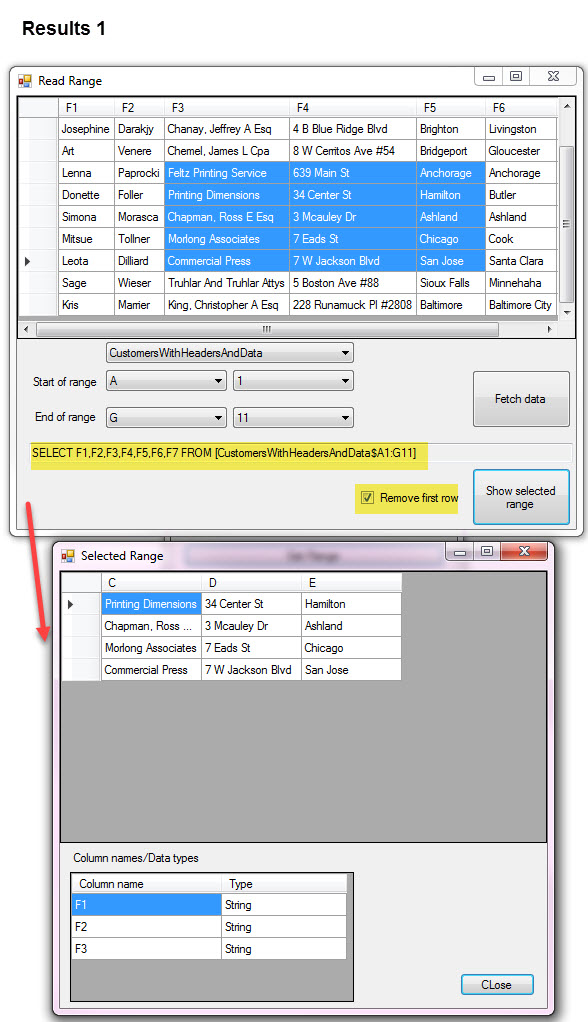 Results 1
Read Range
F1 F2 F3 F4 F5 F6
Josephine Darakjy Chanay, Jeffrey A Esq 4 B Blue Ridge Blvd Brighton Livingston
Art Venere Chemel, James L Cpa 8 W Cerritos Ave #54 Bridgeport Gloucester
Lenna Paprocki Feltz Printing Service 639 Main St Anchorage Anchorage
Donette Foller Printing Dimensions 34 Center St Hamilton Butler
Simona Morasca Chapman, Ross E Esq 3 Mcauley Dr Ashland Ashland
Mitsue Tollner Morlong Associates 7 Eads St Chicago Cook
Leota Dilliard Commercial Press 7 W Jackson Blvd San Jose Santa Clara
Sage Wieser Truhlar And Truhlar Attys 5 Boston Ave #88 Sioux Falls Minnehaha
Kris Marrier King, Christopher A Esq 228 Runamuck Pl #2808 Baltimore Baltimore City
CustomersWithHeadersAndData
Start of range A 1
Fetch data
End of range G 11
SELECT F1,F2,F3,F4,F5,F6,F7 FROM [CustomersWithHeadersAndData$A1:G11]
Remove first row
Show selected
range
Selected Range
C D E
Printing Dimensions 34 Center St Hamilton
Chapman, Ross ... 3 Mcauley Dr Ashland
Morlong Associates 7 Eads St Chicago
Commercial Press 7 W Jackson Blvd San Jose
Column names/Data types
Column name Type
F1 String
F2 String
F3 String
CLose